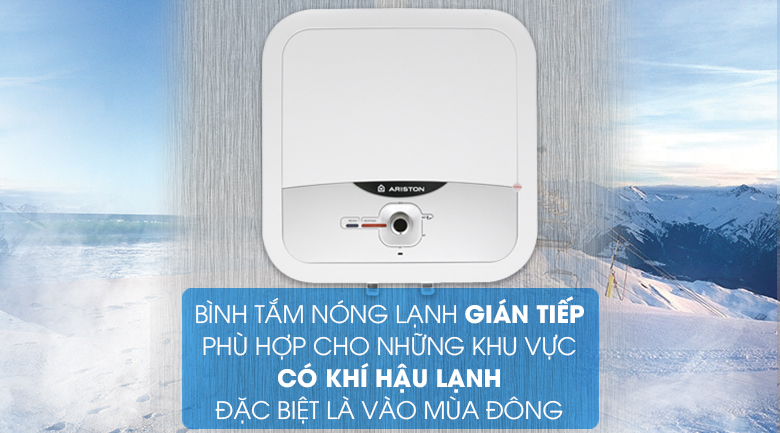 ARISTON
BÌNH TẮM NÓNG LẠNH GIÁN TIẾP
PHÙ HỢP CHO NHỮNG KHU VỰC
CÓ KHÍ HẬU LẠNH
ĐẶC BIỆT LÀ VÀO MÙA ĐÔNG